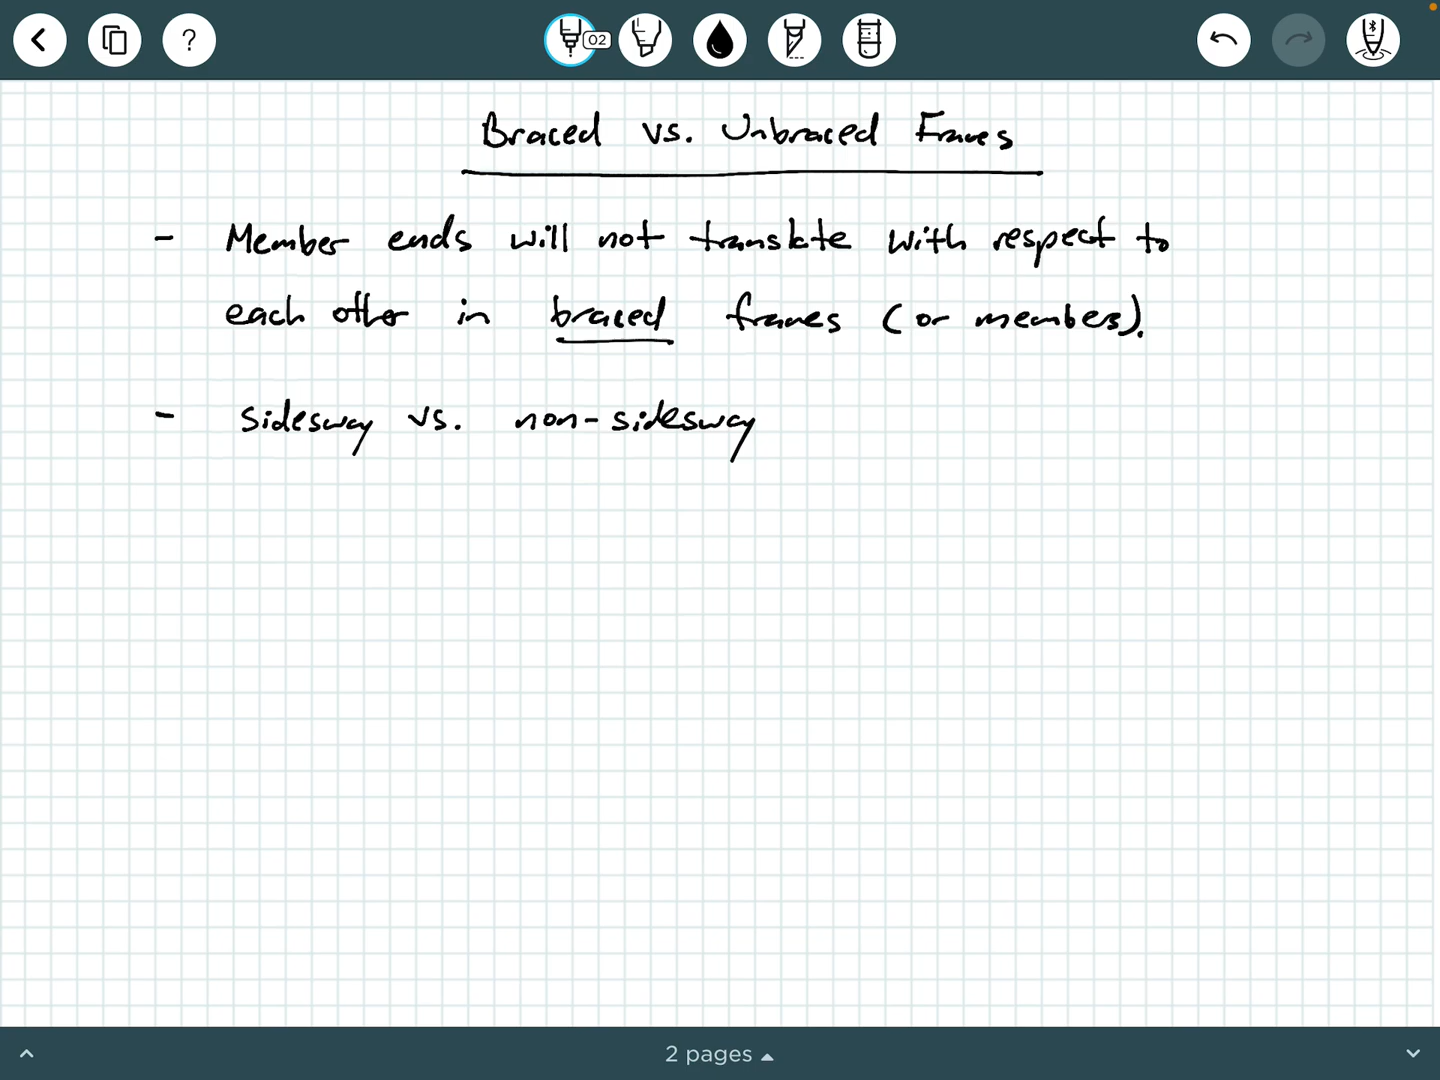 ?
02
Braced vs. Unbraced Frames
- Member ends will not translate with respect to
each other in braced frames (or members).
- sidesway vs. non-sidesway
2 pages